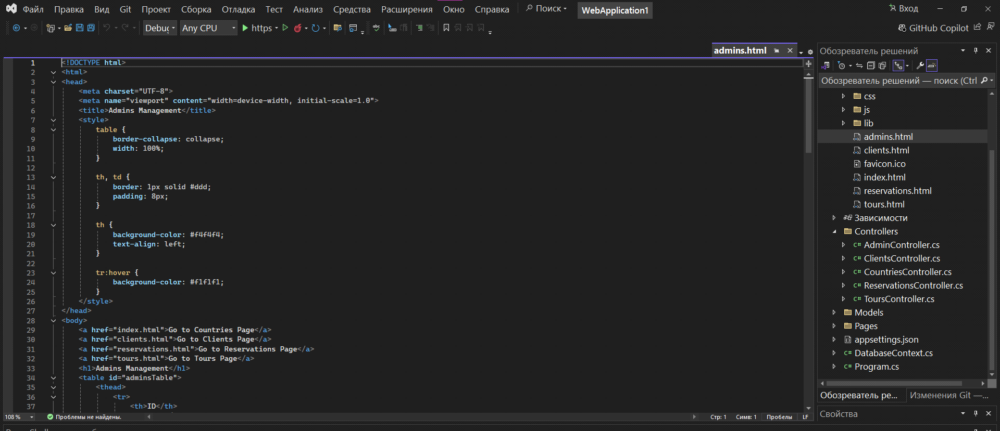 Файл Правка Вид Git Проект Сборка Отладка Тест Анализ Средства Расширения Окно Справка Поиск WebApplication1 Вход
Debug Any CPU https GitHub Copilot
admins.html
1 <!DOCTYPE html>
2 <html>
3 <head>
4 <meta charset="UTF-8">
5 <meta name="viewport" content="width=device-width, initial-scale=1.0">
6 <title>Admins Management</title>
7 <style>
8 table {
9 border-collapse: collapse;
10 width: 100%;
11 }
12
13 th, td {
14 border: 1px solid #ddd;
15 padding: 8px;
16 }
17
18 th {
19 background-color: #f4f4f4;
20 text-align: left;
21 }
22
23 tr:hover {
24 background-color: #f1f1f1;
25 }
26 </style>
27 </head>
28 <body>
29 <a href="index.html">Go to Countries Page</a>
30 <a href="clients.html">Go to Clients Page</a>
31 <a href="reservations.html">Go to Reservations Page</a>
32 <a href="tours.html">Go to Tours Page</a>
33 <h1>Admins Management</h1>
34 <table id="adminsTable">
35 <thead>
36 <tr>
37 <th>ID</th>
108 % Проблемы не найдены. Стр: 1 Симв: 1 Пробелы LF
Обозреватель решений
Обозреватель решений — поиск (Ctrl
css
js
lib
admins.html
clients.html
favicon.ico
index.html
reservations.html
tours.html
Зависимости
Controllers
C# AdminController.cs
C# ClientsController.cs
C# CountriesController.cs
C# ReservationsController.cs
C# ToursController.cs
Models
Pages
appsettings.json
C# DatabaseContext.cs
C# Program.cs
Обозреватель ре... Изменения Git —...
Свойства